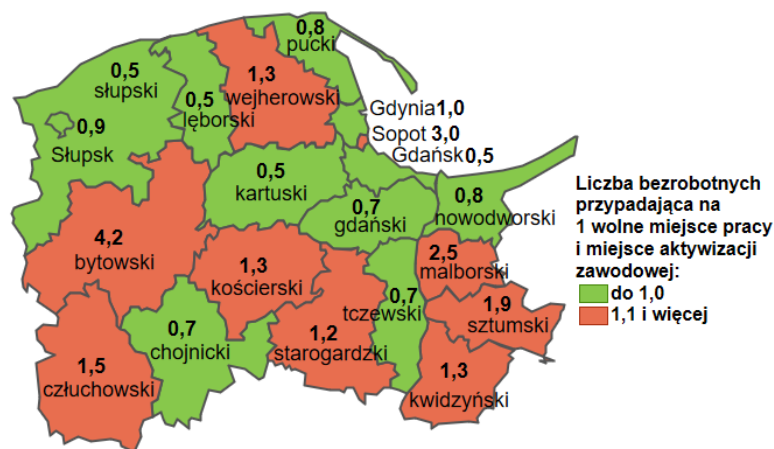 0,8
pucki
0,5
słupski
1,3
wejherowski
0,5
lęborski
Gdynia 1,0
Sopot 3,0
Gdańsk 0,5
0,9
Słupsk
0,5
kartuski
0,7
gdański
0,8
nowodworski
4,2
bytowski
1,3
kościerski
2,5
malborski
0,7
tczewski
1,9
sztumski
0,7
chojnicki
1,2
starogardzki
1,5
człuchowski
1,3
kwidzyński
Liczba bezrobotnych
przypadająca na
1 wolne miejsce pracy
i miejsce aktywizacji
zawodowej:
do 1,0
1,1 i więcej